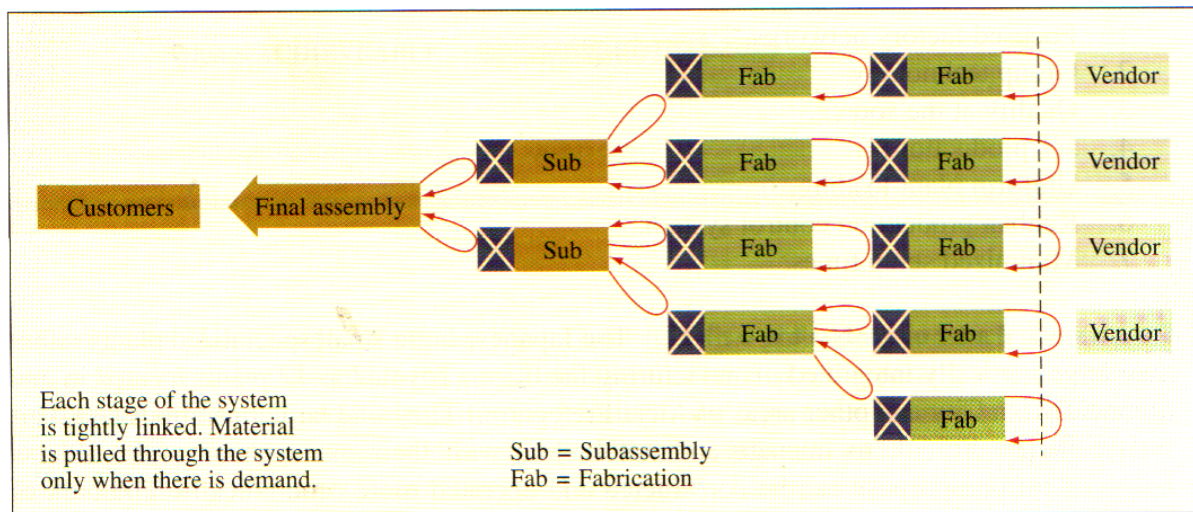 Fab Fab Vendor
Sub Fab Fab Vendor
Customers Final assembly
Sub Fab Fab Vendor
Fab Fab Vendor
Fab
Each stage of the system
is tightly linked. Material
is pulled through the system
only when there is demand.
Sub = Subassembly
Fab = Fabrication